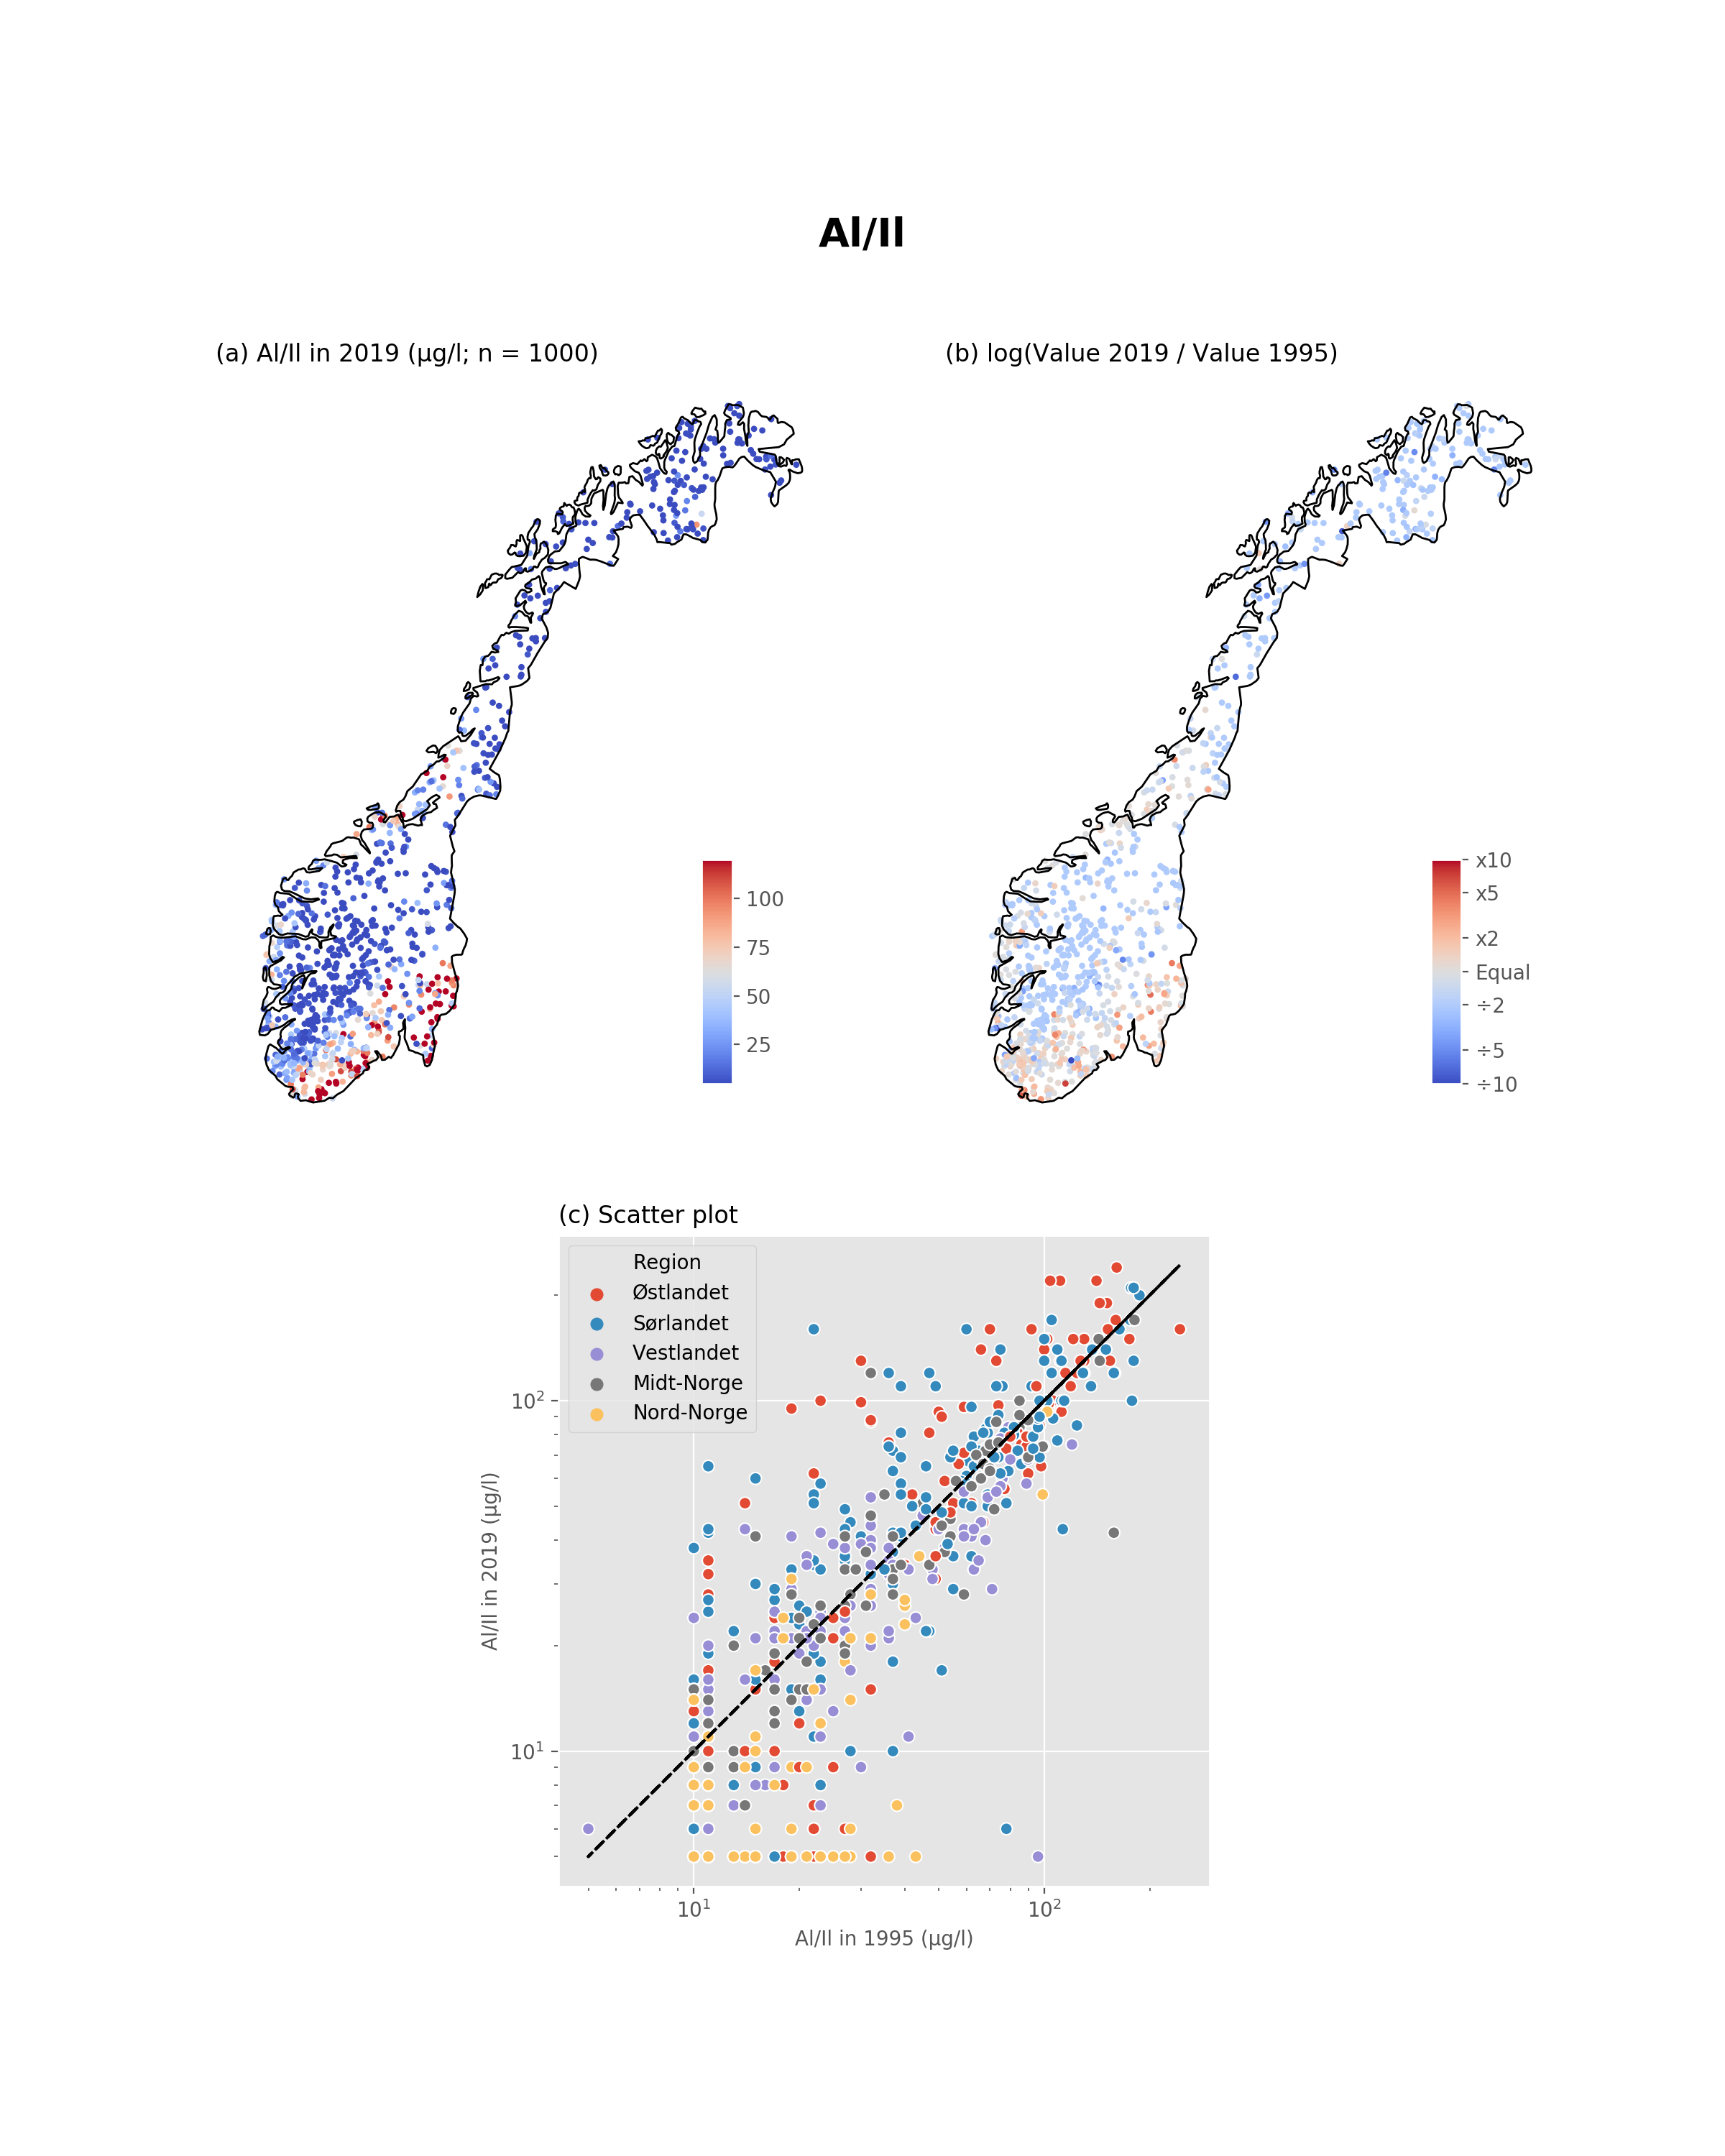 Al/Il
(a) Al/Il in 2019 (µg/l; n = 1000)
(b) log(Value 2019 / Value 1995)
100
75
50
25
x10
x5
x2
Equal
÷2
÷5
÷10
(c) Scatter plot
Region
Østlandet
Sørlandet
Vestlandet
Midt-Norge
Nord-Norge
Al/Il in 2019 (µg/l)
10²
10¹
10¹
10²
Al/Il in 1995 (µg/l)